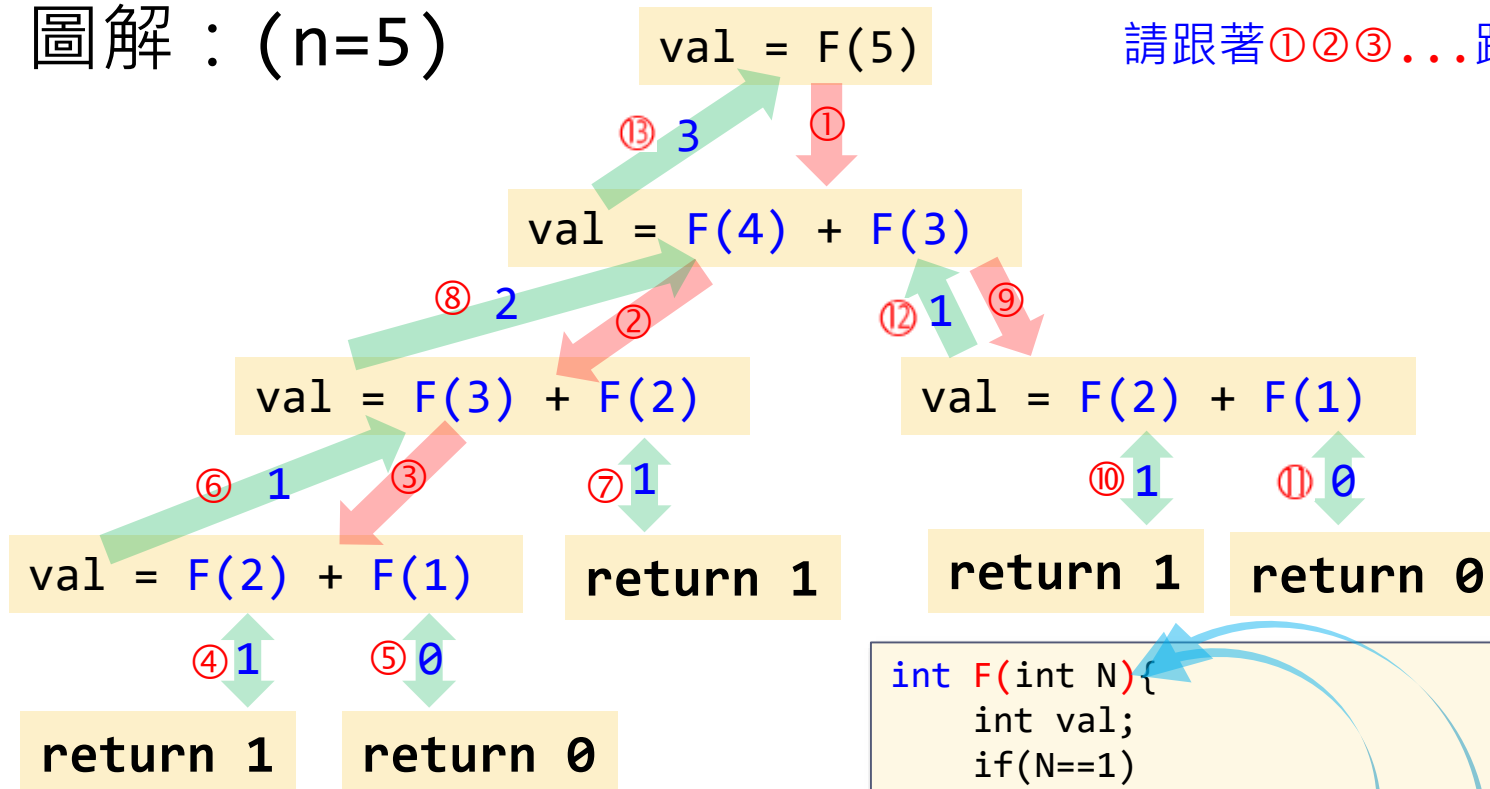 圖解：(n=5)
請跟著①②③...
val = F(5)
⑬ 3
①
val = F(4) + F(3)
⑧ 2
②
⑫ 1
⑨
val = F(3) + F(2)
val = F(2) + F(1)
⑥ 1
③
⑦ 1
⑩ 1
⑪ 0
val = F(2) + F(1)
return 1
return 1
return 0
④ 1
⑤ 0
return 1
return 0
int F(int N){
int val;
if(N==1)